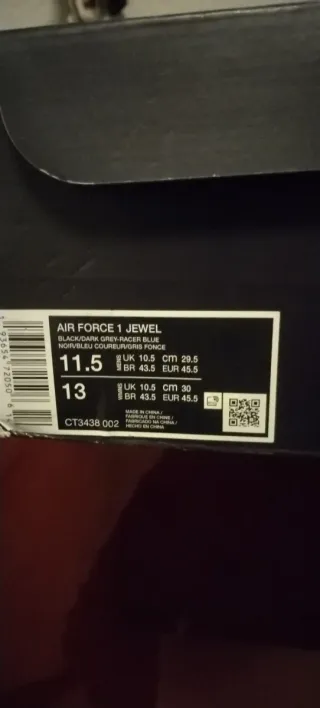 AIR FORCE 1 JEWEL
BLACK/DARK GREY-RACER BLUE
NOIR/BLEU COUREUR/GRIS FONCE
11.5 MENS UK 10.5 cm 29.5
BR 43.5 EUR 45.5
13 WMNS UK 10.5 cm 30
BR 43.5 EUR 45.5
MADE IN CHINA /
FABRIQUE EN CHINE /
FABRICADO NA CHINA /
HECHO EN CHINA
CT3438 002